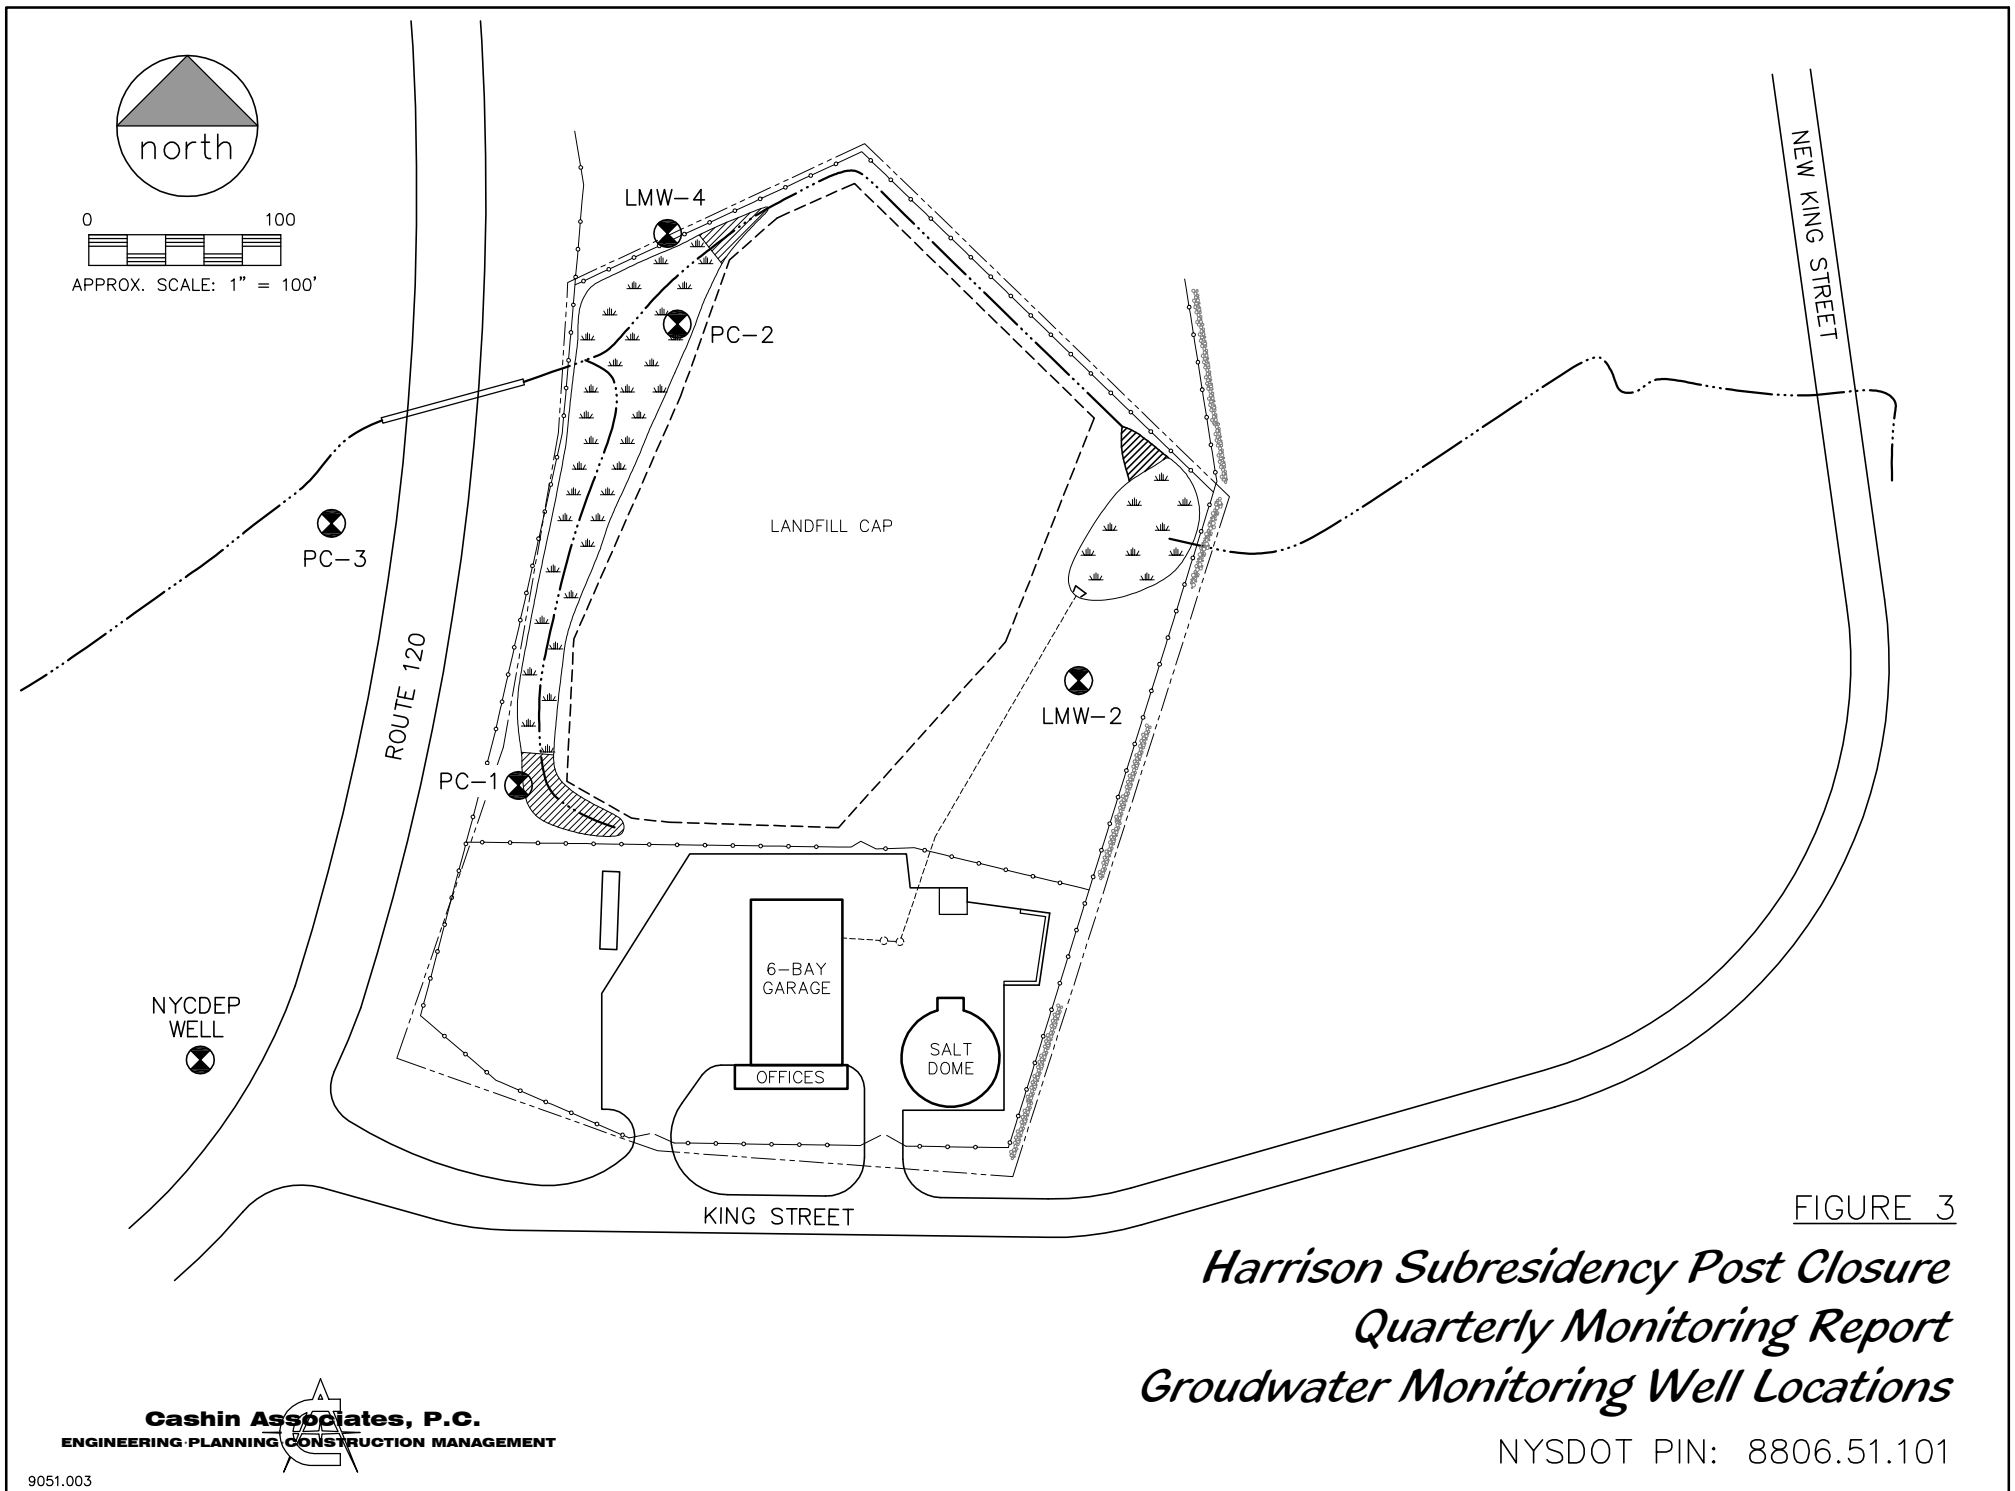 north
0 100
APPROX. SCALE: 1" = 100'
LMW-4
PC-2
NEW KING STREET
LANDFILL CAP
PC-3
ROUTE 120
LMW-2
PC-1
6-BAY
GARAGE
NYCDEP
WELL
SALT
DOME
OFFICES
KING STREET
FIGURE 3
Harrison Subresidency Post Closure
Quarterly Monitoring Report
Groudwater Monitoring Well Locations
NYSDOT PIN: 8806.51.101
Cashin Associates, P.C.
ENGINEERING·PLANNING·CONSTRUCTION MANAGEMENT
CA
9051.003